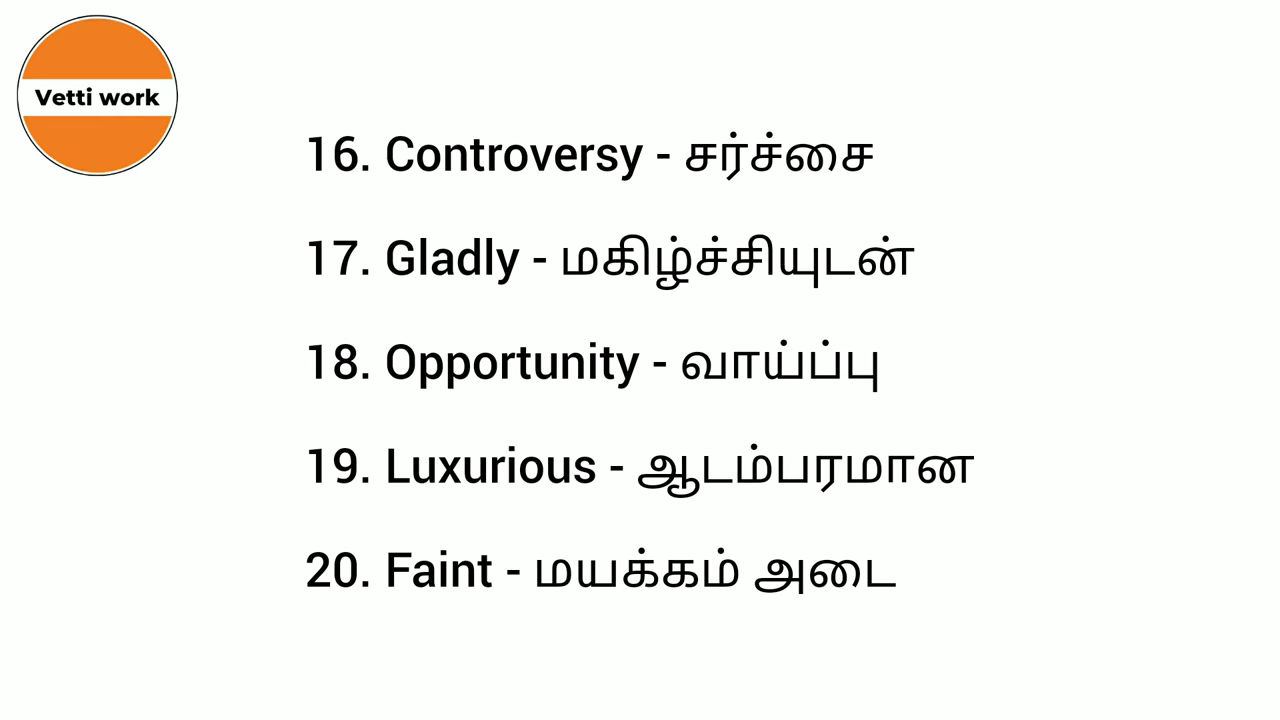 Vetti work
16. Controversy - சர்ச்சை
17. Gladly - மகிழ்ச்சியுடன்
18. Opportunity - வாய்ப்பு
19. Luxurious - ஆடம்பரமான
20. Faint - மயக்கம் அடை